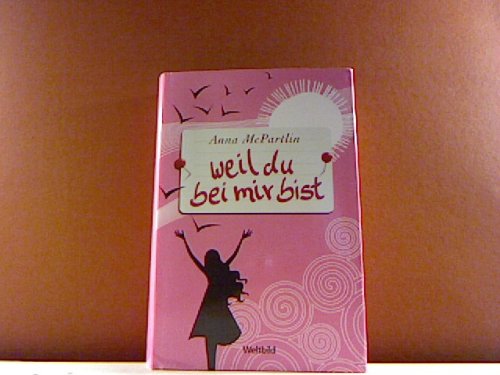 Anna McPartlin
weil du
bei mir bist
Weltbild